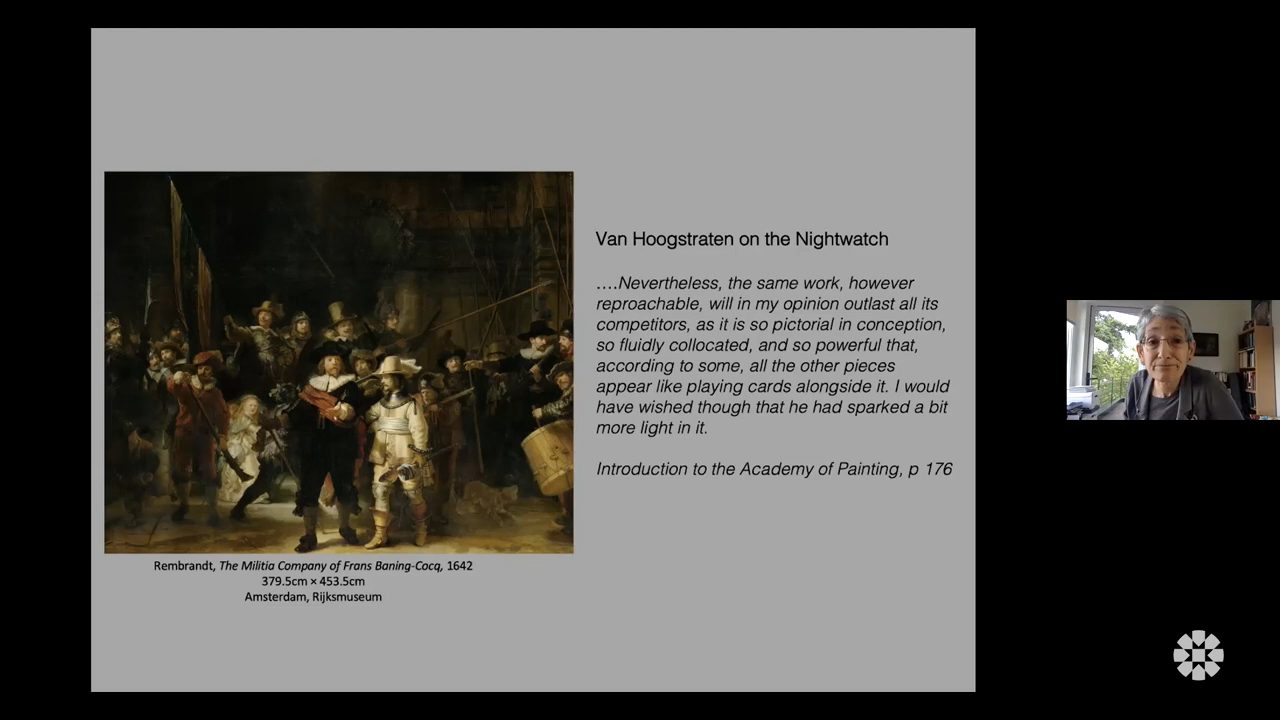 Van Hoogstraten on the Nightwatch
....Nevertheless, the same work, however
reproachable, will in my opinion outlast all its
competitors, as it is so pictorial in conception,
so fluidly collocated, and so powerful that,
according to some, all the other pieces
appear like playing cards alongside it. I would
have wished though that he had sparked a bit
more light in it.
Introduction to the Academy of Painting, p 176
Rembrandt, The Militia Company of Frans Baning-Cocq, 1642
379.5cm × 453.5cm
Amsterdam, Rijksmuseum